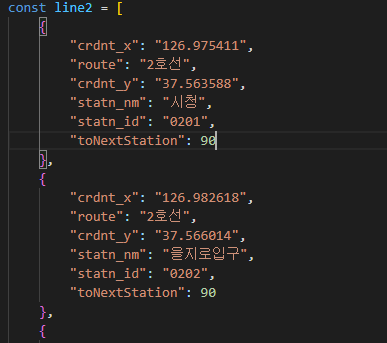 const line2 = [
{
"crdnt_x": "126.975411",
"route": "2호선",
"crdnt_y": "37.563588",
"statn_nm": "시청",
"statn_id": "0201",
"toNextStation": 90
},
{
"crdnt_x": "126.982618",
"route": "2호선",
"crdnt_y": "37.566014",
"statn_nm": "을지로입구",
"statn_id": "0202",
"toNextStation": 90
},
{